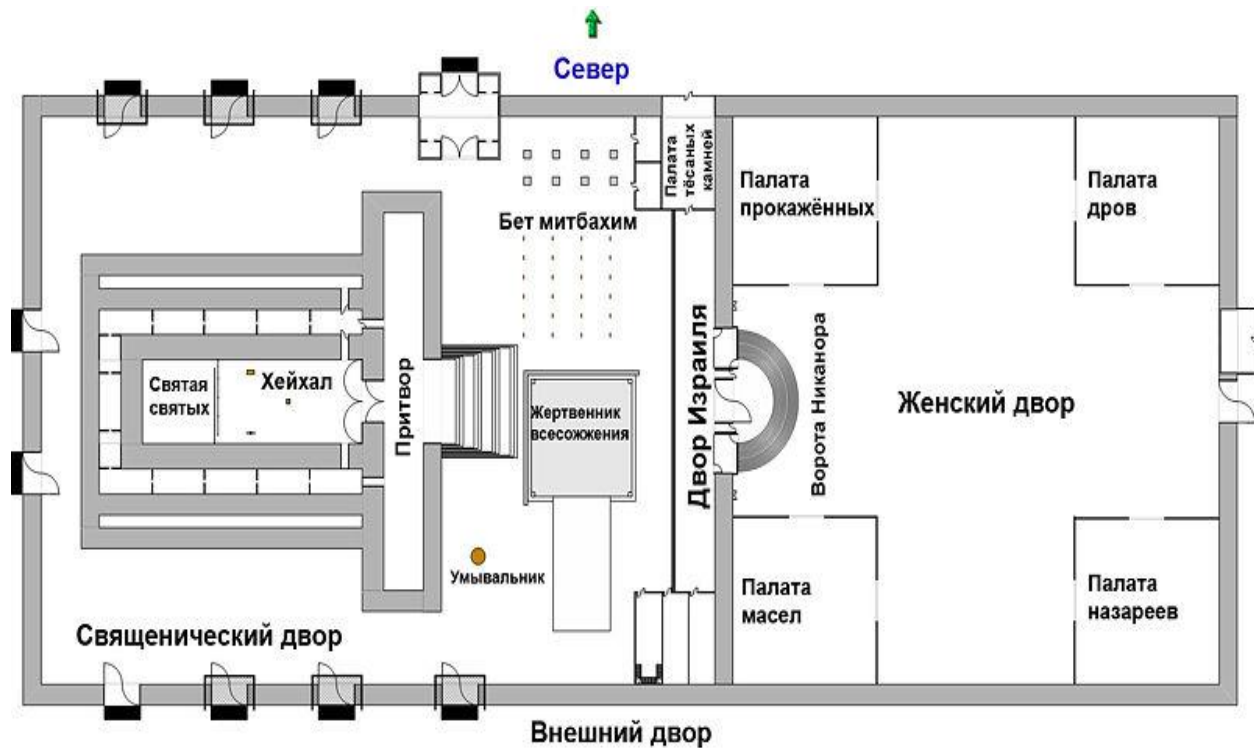 Север
Палата
тёсаных
камней
Палата
прокажённых
Палата
дров
Бет митбахим
Святая
святых
Хейхал
Притвор
Жертвенник
всесожжения
Двор Израиля
Ворота Никанора
Женский двор
Умывальник
Палата
масел
Палата
назареев
Священический двор
Внешний двор